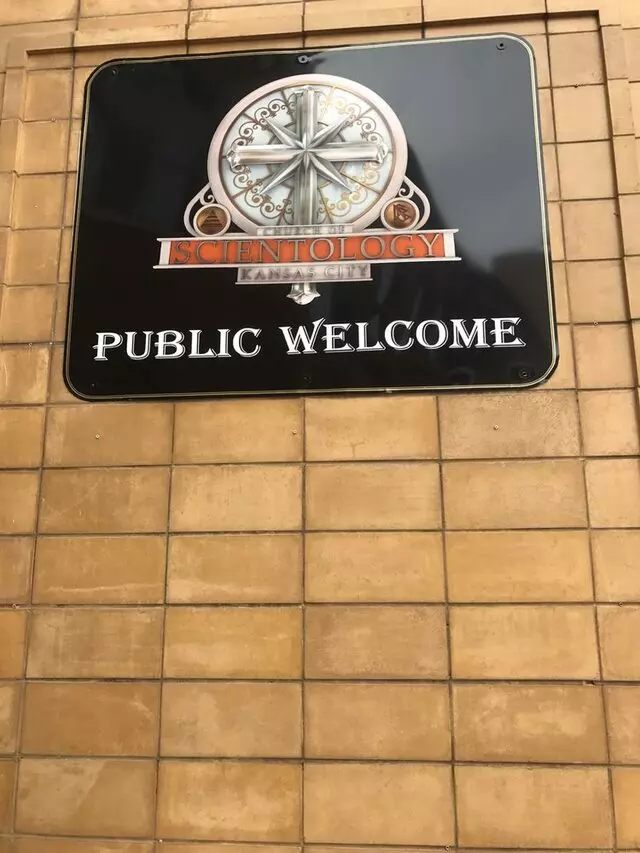 CHURCH OF
SCIENTOLOGY
KANSAS CITY
PUBLIC WELCOME